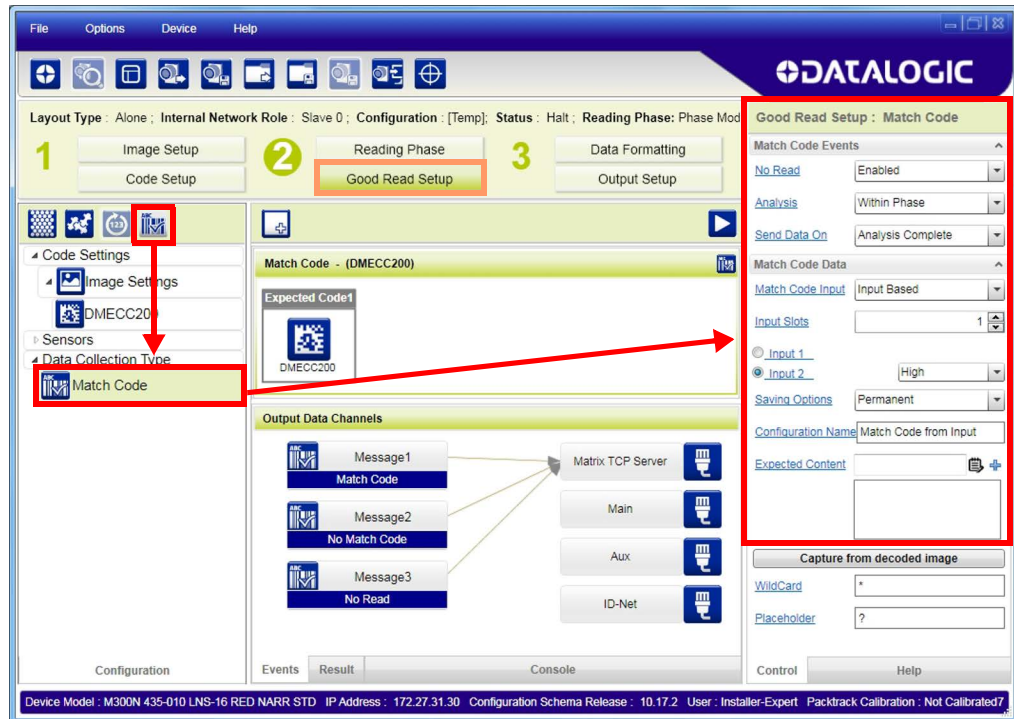 File Options Device Help
DATALOGIC
Layout Type : Alone ; Internal Network Role : Slave 0 ; Configuration : [Temp]; Status : Halt ; Reading Phase: Phase Mod
1 Image Setup
Code Setup
2 Reading Phase
Good Read Setup
3 Data Formatting
Output Setup
123
ABC
Code Settings
Image Settings
DMECC200
Sensors
Data Collection Type
ABC
Match Code
Configuration
Match Code - (DMECC200)
Expected Code1
DMECC200
Output Data Channels
ABC
Message1
Match Code
ABC
Message2
No Match Code
ABC
Message3
No Read
Matrix TCP Server
Main
Aux
ID-Net
Events Result Console
Good Read Setup : Match Code
Match Code Events
No Read Enabled
Analysis Within Phase
Send Data On Analysis Complete
Match Code Data
Match Code Input Input Based
Input Slots 1
Input 1
Input 2 High
Saving Options Permanent
Configuration Name Match Code from Input
Expected Content
Capture from decoded image
WildCard *
Placeholder ?
Control Help
Device Model : M300N 435-010 LNS-16 RED NARR STD IP Address : 172.27.31.30 Configuration Schema Release : 10.17.2 User : Installer-Expert Packtrack Calibration : Not Calibrated7